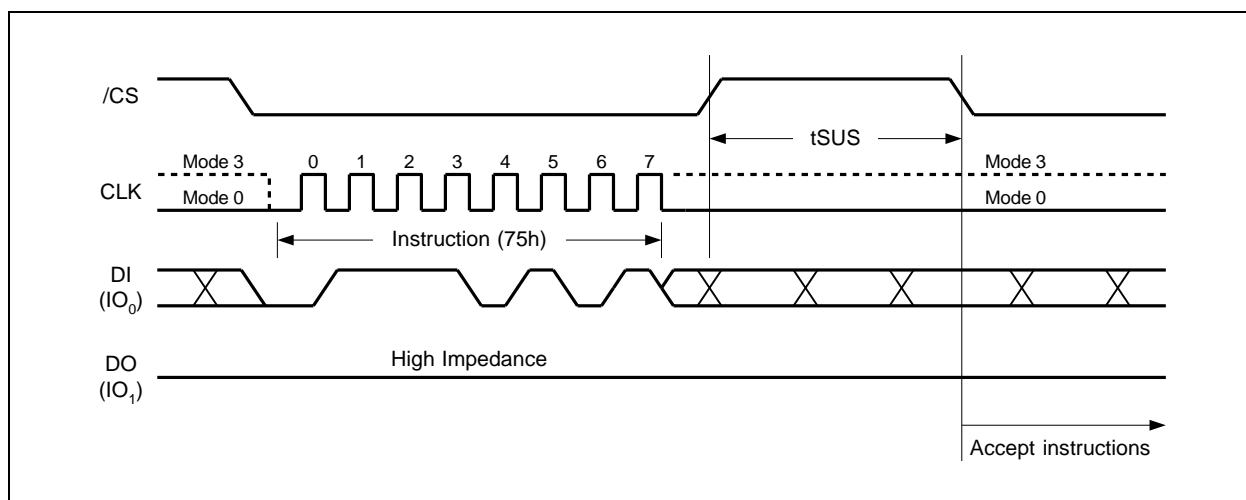 /CS
tSUS
Mode 3 0 1 2 3 4 5 6 7 Mode 3
CLK
Mode 0 Mode 0
Instruction (75h)
DI
(IO₀)
High Impedance
DO
(IO₁)
Accept instructions